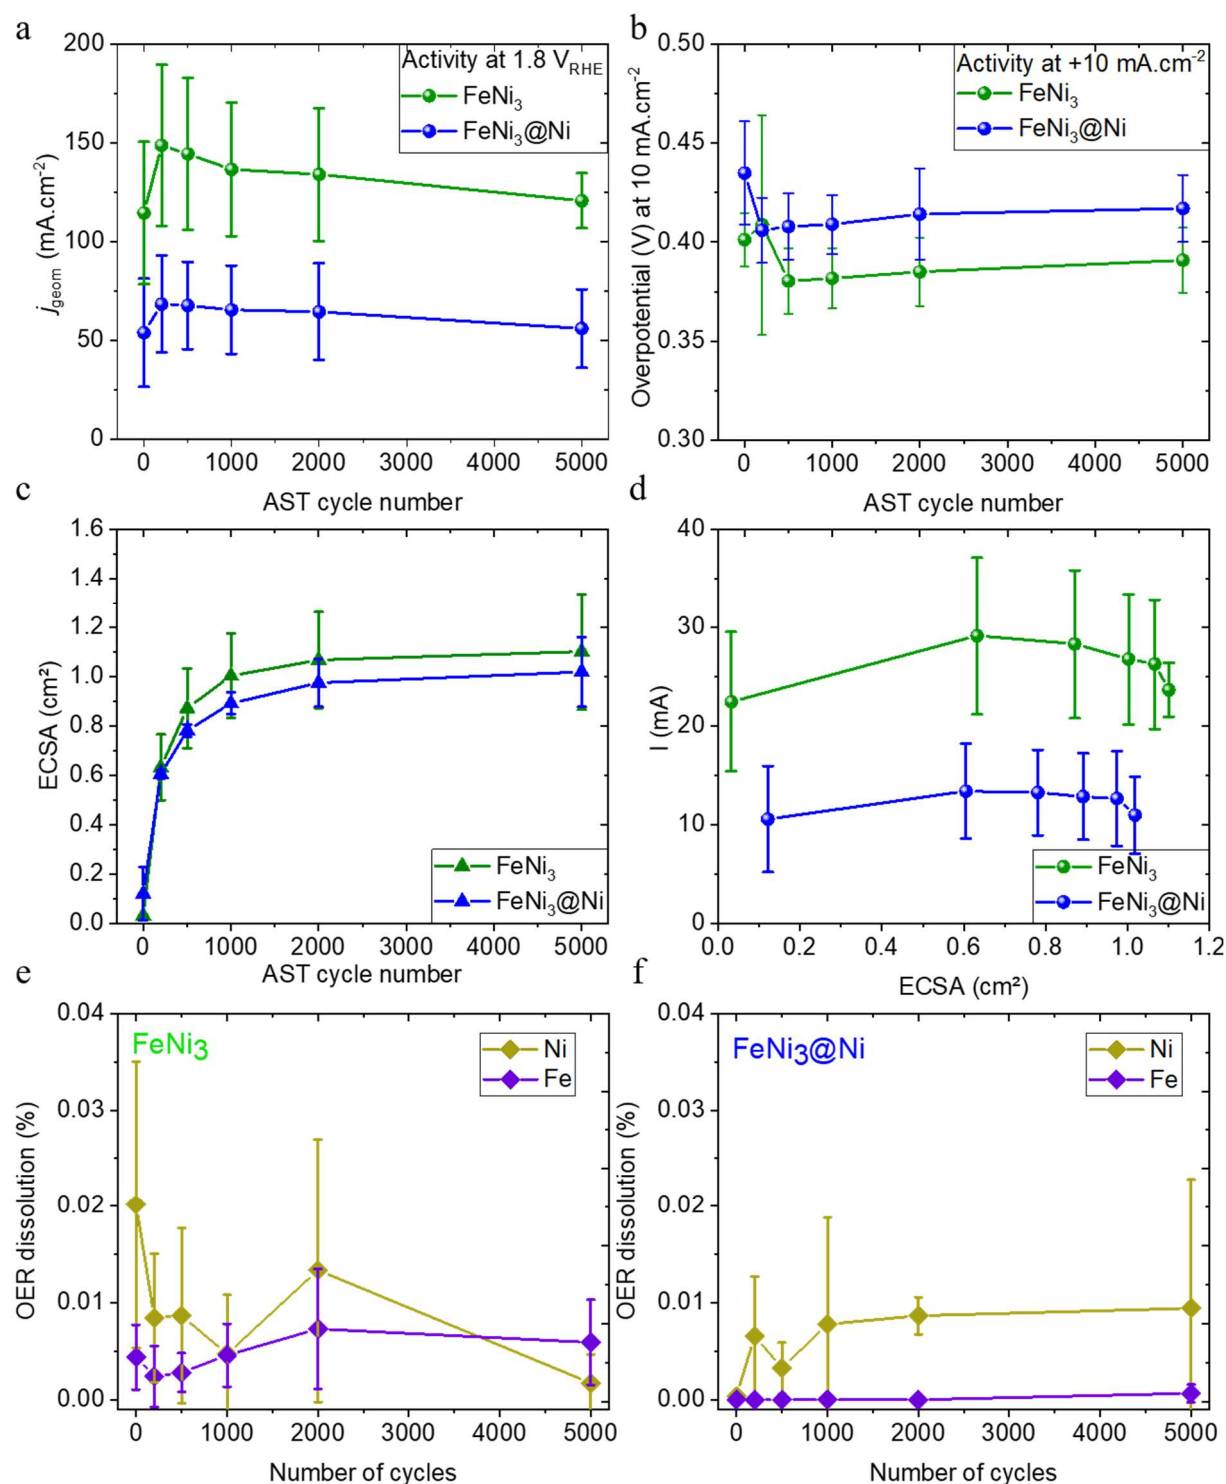 a
200
150
100
50
0
j geom (mA.cm-2)
Activity at 1.8 VRHE
FeNi3
FeNi3@Ni
0 1000 2000 3000 4000 5000
AST cycle number
b
0.50
0.45
0.40
0.35
0.30
Overpotential (V) at 10 mA.cm-2
Activity at +10 mA.cm-2
FeNi3
FeNi3@Ni
0 1000 2000 3000 4000 5000
AST cycle number
c
1.6
1.4
1.2
1.0
0.8
0.6
0.4
0.2
0.0
ECSA (cm²)
FeNi3
FeNi3@Ni
0 1000 2000 3000 4000 5000
AST cycle number
d
40
30
20
10
0
I (mA)
FeNi3
FeNi3@Ni
0.0 0.2 0.4 0.6 0.8 1.0 1.2
ECSA (cm²)
e
0.04
0.03
0.02
0.01
0.00
OER dissolution (%)
FeNi3
Ni
Fe
0 1000 2000 3000 4000 5000
Number of cycles
f
0.04
0.03
0.02
0.01
0.00
OER dissolution (%)
FeNi3@Ni
Ni
Fe
0 1000 2000 3000 4000 5000
Number of cycles